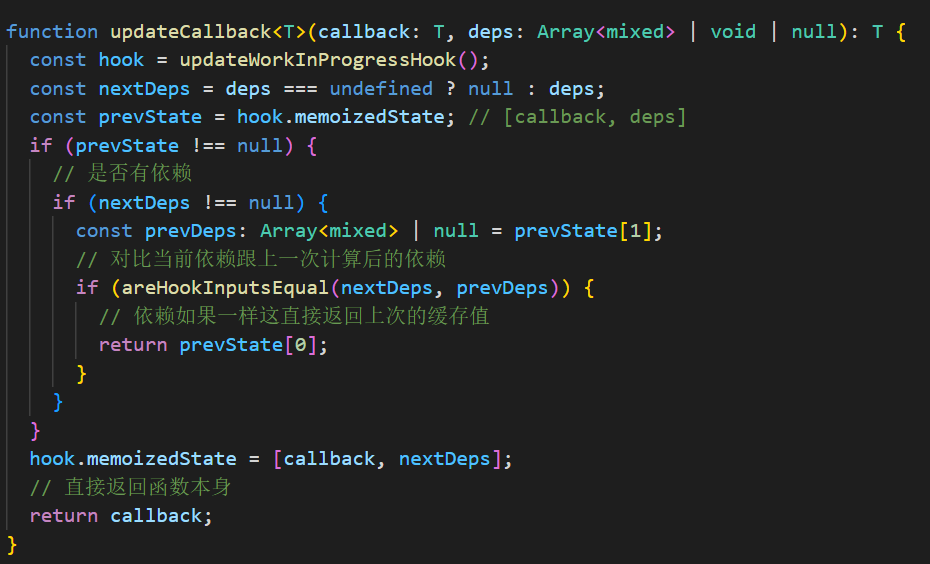 function updateCallback<T>(callback: T, deps: Array<mixed> | void | null): T {
  const hook = updateWorkInProgressHook();
  const nextDeps = deps === undefined ? null : deps;
  const prevState = hook.memoizedState; // [callback, deps]
  if (prevState !== null) {
    // 是否有依赖
    if (nextDeps !== null) {
      const prevDeps: Array<mixed> | null = prevState[1];
      // 对比当前依赖跟上一次计算后的依赖
      if (areHookInputsEqual(nextDeps, prevDeps)) {
        // 依赖如果一样这直接返回上次的缓存值
        return prevState[0];
      }
    }
  }
  hook.memoizedState = [callback, nextDeps];
  // 直接返回函数本身
  return callback;
}